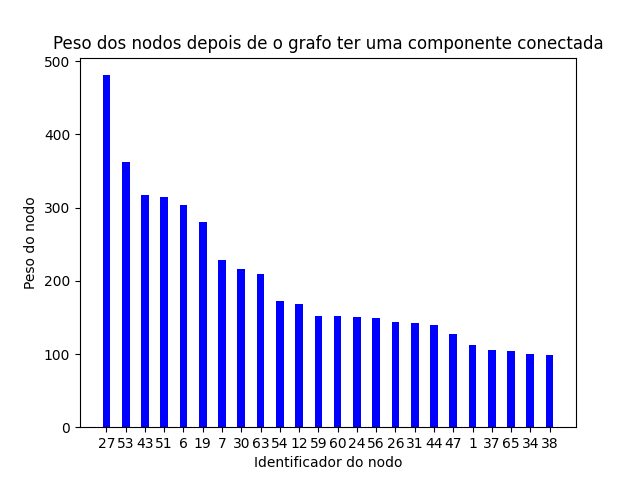 Peso dos nodos depois de o grafo ter uma componente conectada
500
400
300
200
100
0
Peso do nodo
27 53 43 51 6 19 7 30 63 54 12 59 60 24 56 26 31 44 47 1 37 65 34 38
Identificador do nodo